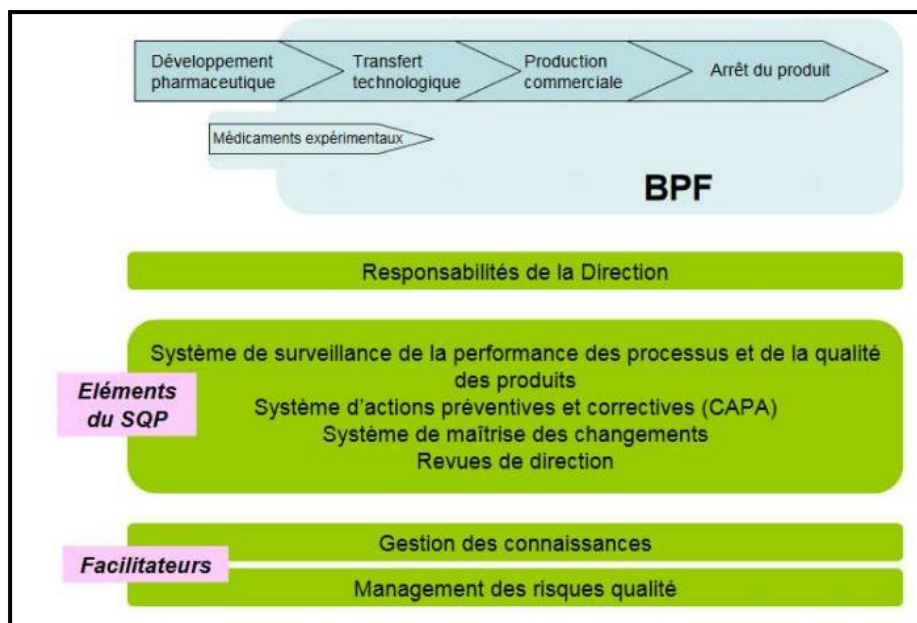 Développement
pharmaceutique
Transfert
technologique
Production
commerciale
Arrêt du produit
Médicaments expérimentaux
BPF
Responsabilités de la Direction
Système de surveillance de la performance des processus et de la qualité
des produits
Système d'actions préventives et correctives (CAPA)
Système de maîtrise des changements
Revues de direction
Eléments
du SQP
Gestion des connaissances
Facilitateurs
Management des risques qualité